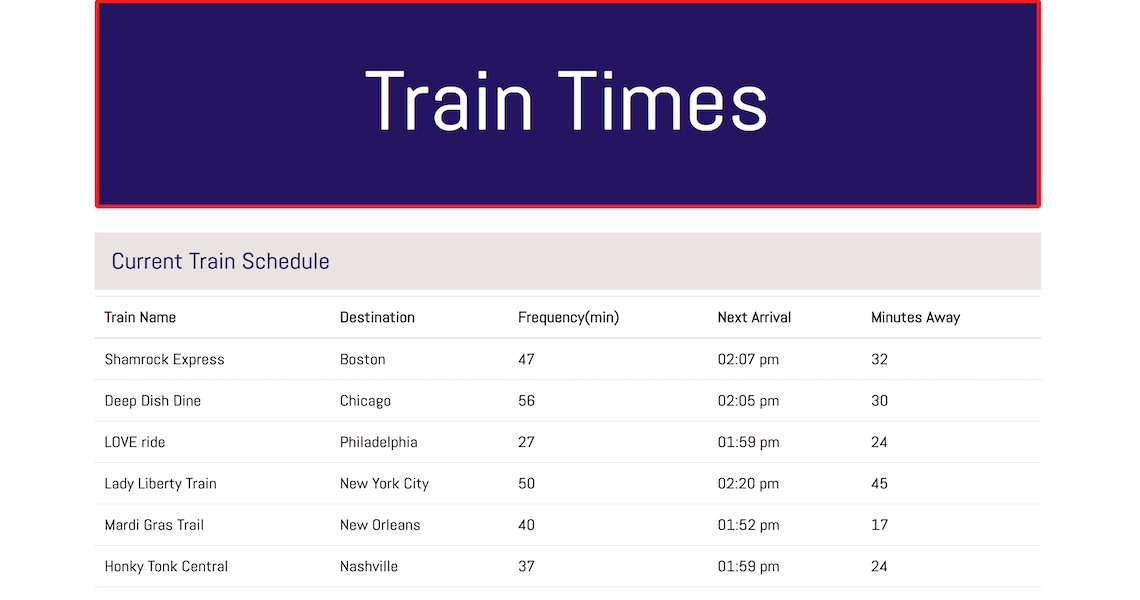 Train Times
Current Train Schedule
Train Name Destination Frequency(min) Next Arrival Minutes Away
Shamrock Express Boston 47 02:07 pm 32
Deep Dish Dine Chicago 56 02:05 pm 30
LOVE ride Philadelphia 27 01:59 pm 24
Lady Liberty Train New York City 50 02:20 pm 45
Mardi Gras Trail New Orleans 40 01:52 pm 17
Honky Tonk Central Nashville 37 01:59 pm 24